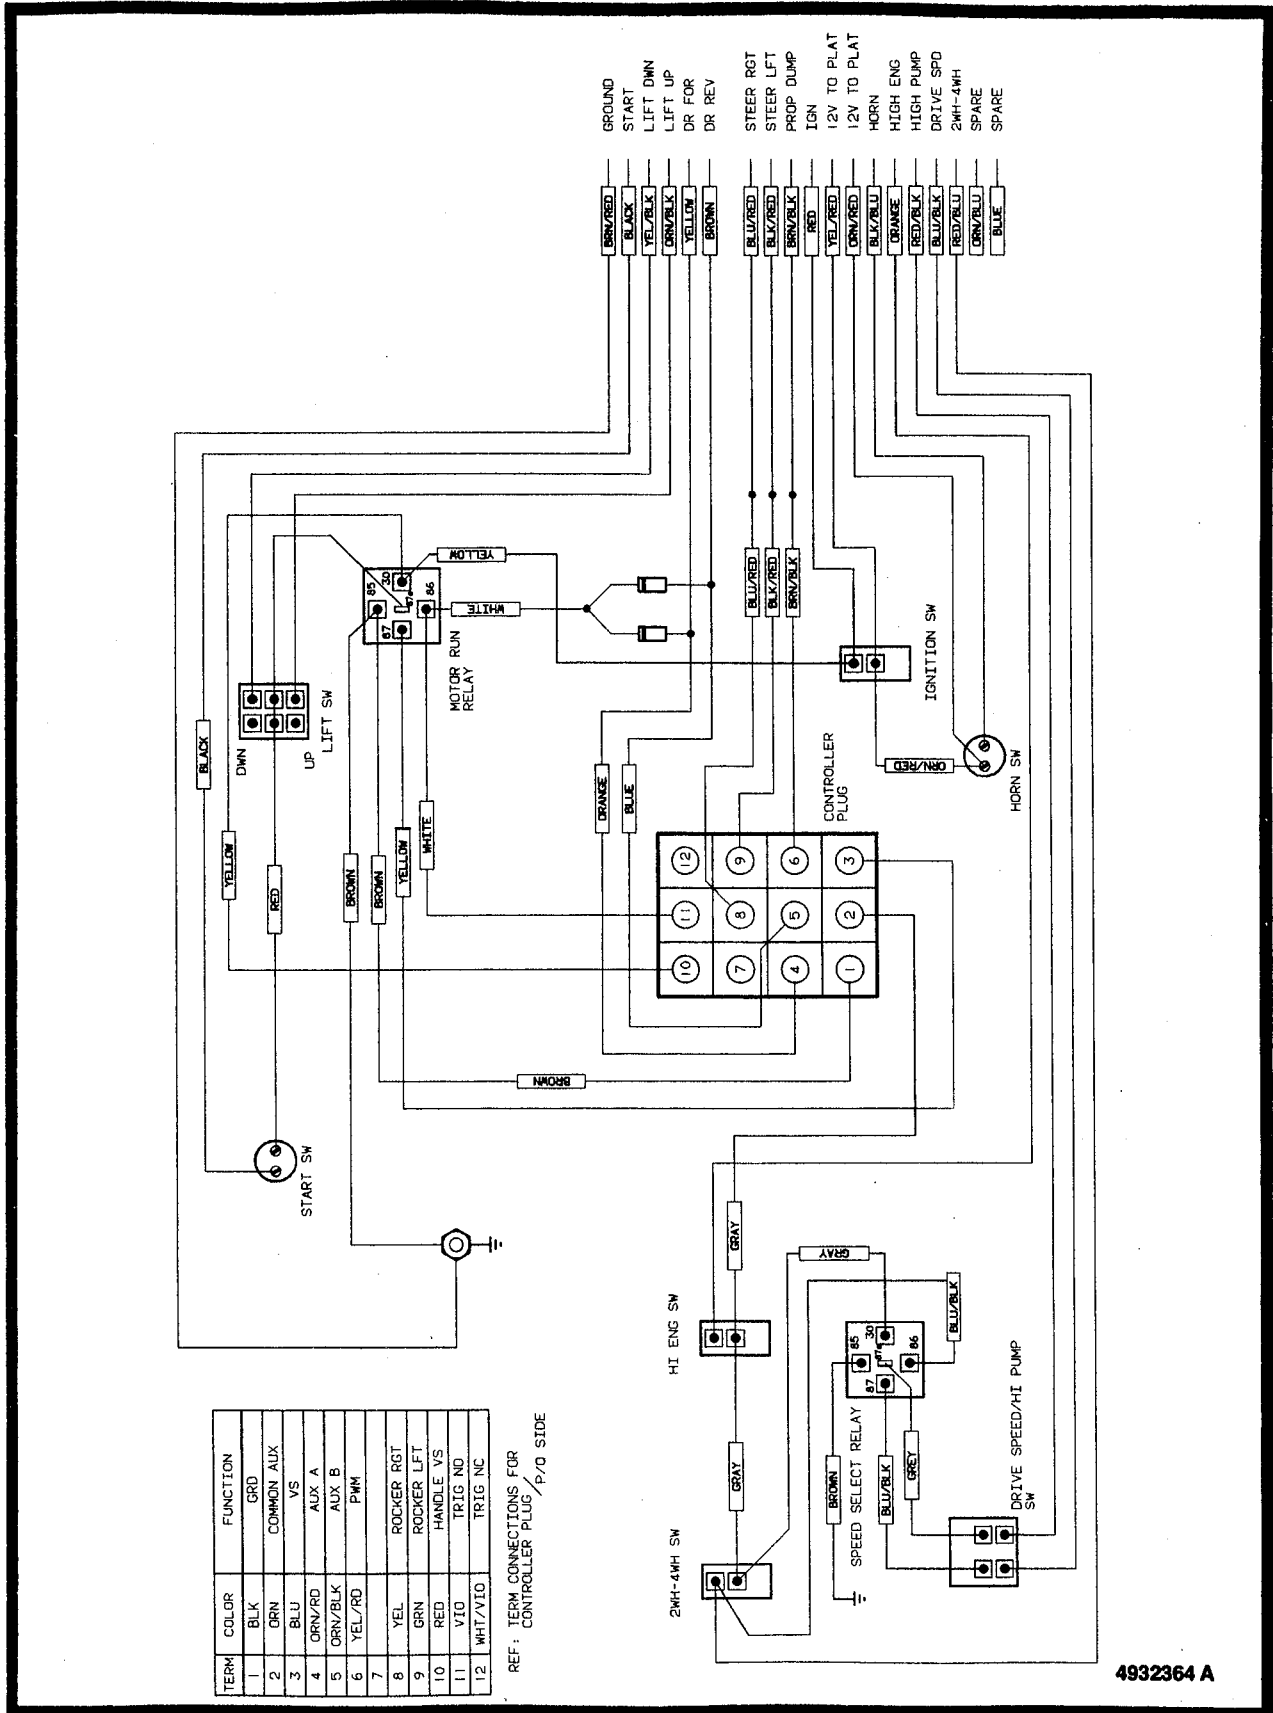 GROUND
START
LIFT DWN
LIFT UP
DR FOR
DR REV
STEER RGT
STEER LFT
PROP DUMP
IGN
12V TO PLAT
12V TO PLAT
HORN
HIGH ENG
HIGH PUMP
DRIVE SPD
2WH-4WH
SPARE
SPARE
BRN/RED
BLACK
YEL/BLK
ORN/BLK
YELLOW
BROWN
BLU/RED
BLK/RED
BRN/BLK
RED
YEL/RED
ORN/RED
BLK/BLU
ORANGE
RED/BLK
BLU/BLK
RED/BLU
ORN/BLU
BLUE
YELLOW
WHITE
BLU/RED
BLK/RED
BRN/BLK
85
30
87a
86
87
MOTOR RUN
RELAY
DWN
UP
LIFT SW
IGNITION SW
BLACK
YELLOW
RED
BROWN
BROWN
YELLOW
WHITE
ORANGE
BLUE
ORN/RED
HORN SW
CONTROLLER
PLUG
12
9
6
3
11
8
5
2
10
7
4
1
BROWN
START SW
GRAY
GRAY
HI ENG SW
BLU/BLK
85
30
87a
86
87
SPEED SELECT RELAY
GRAY
BROWN
BLU/BLK
GREY
DRIVE SPEED/HI PUMP
SW
2WH-4WH SW
TERM COLOR FUNCTION
1 BLK GRD
2 ORN COMMON AUX
3 BLU VS
4 ORN/RD AUX A
5 ORN/BLK AUX B
6 YEL/RD PWM
7
8 YEL ROCKER RGT
9 GRN ROCKER LFT
10 RED HANDLE VS
11 VIO TRIG NO
12 WHT/VIO TRIG NC
REF: TERM CONNECTIONS FOR
CONTROLLER PLUG / P/O SIDE
4932364 A